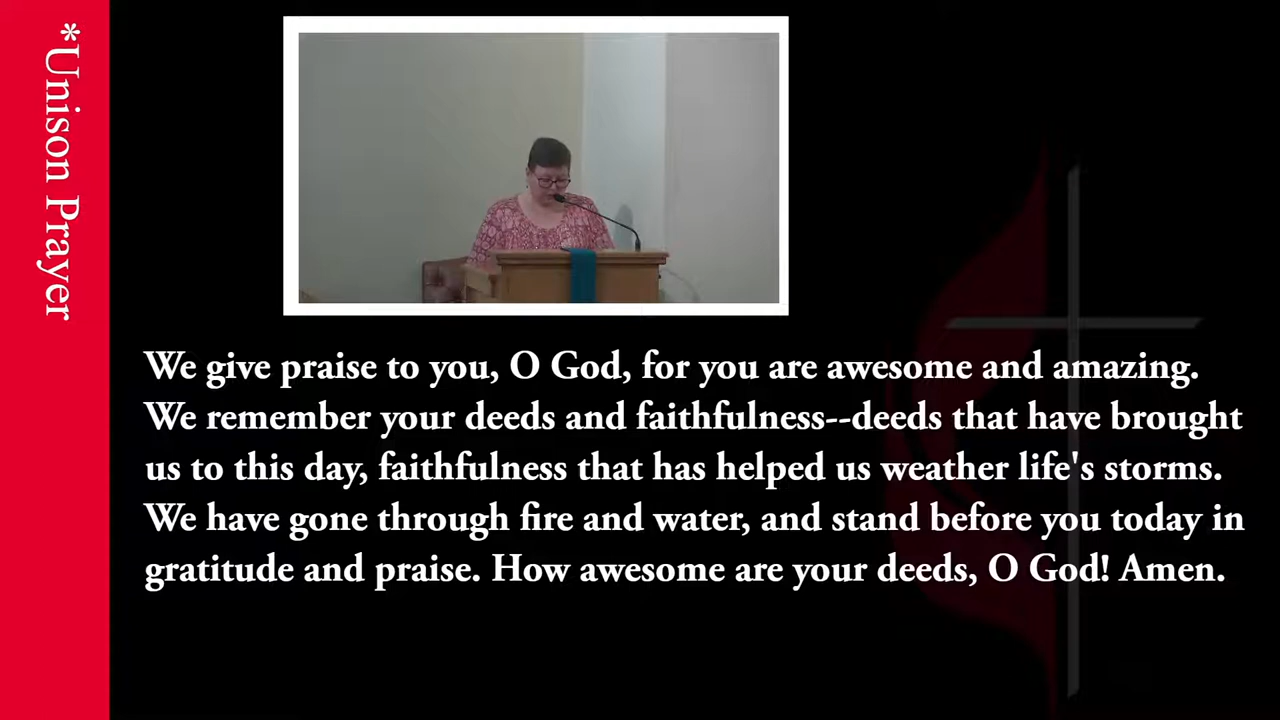 *Unison Prayer
We give praise to you, O God, for you are awesome and amazing.
We remember your deeds and faithfulness--deeds that have brought
us to this day, faithfulness that has helped us weather life's storms.
We have gone through fire and water, and stand before you today in
gratitude and praise. How awesome are your deeds, O God! Amen.